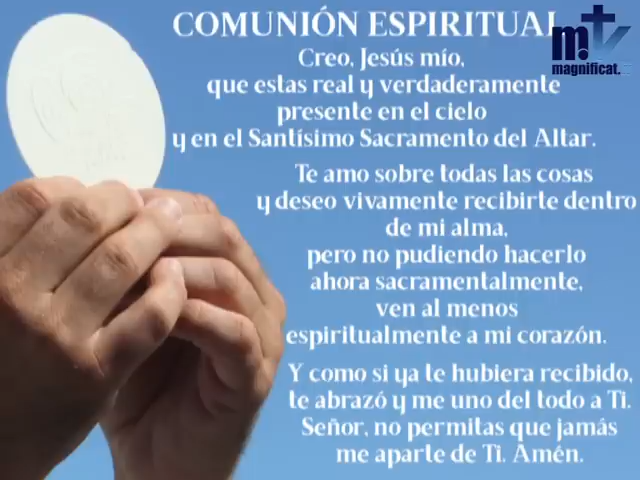 COMUNIÓN ESPIRITUAL
mtv
magnificat.
Creo, Jesús mío,
que estas real y verdaderamente
presente en el cielo
y en el Santísimo Sacramento del Altar.
Te amo sobre todas las cosas
y deseo vivamente recibirte dentro
de mi alma,
pero no pudiendo hacerlo
ahora sacramentalmente,
ven al menos
espiritualmente a mi corazón.
Y como si ya te hubiera recibido,
te abrazó y me uno del todo a Ti.
Señor, no permitas que jamás
me aparte de Ti. Amén.